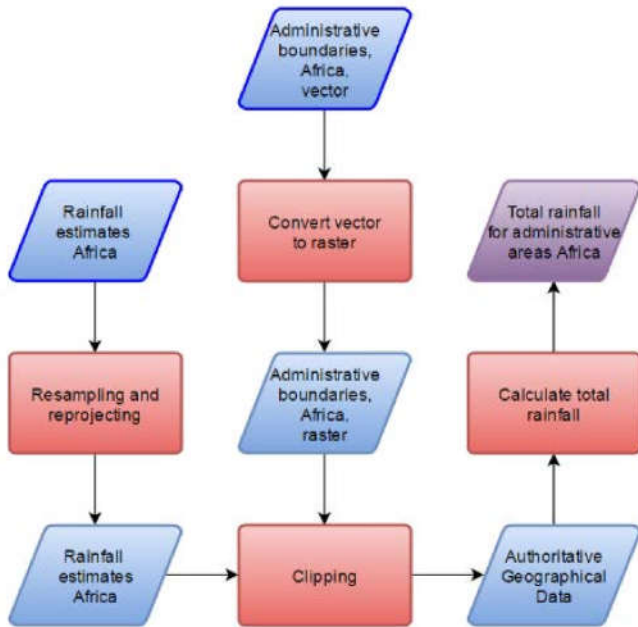 Administrative
boundaries,
Africa,
vector
Rainfall
estimates
Africa
Convert vector
to raster
Total rainfall
for administrative
areas Africa
Resampling and
reprojecting
Administrative
boundaries,
Africa,
raster
Calculate total
rainfall
Rainfall
estimates
Africa
Clipping
Authoritative
Geographical
Data